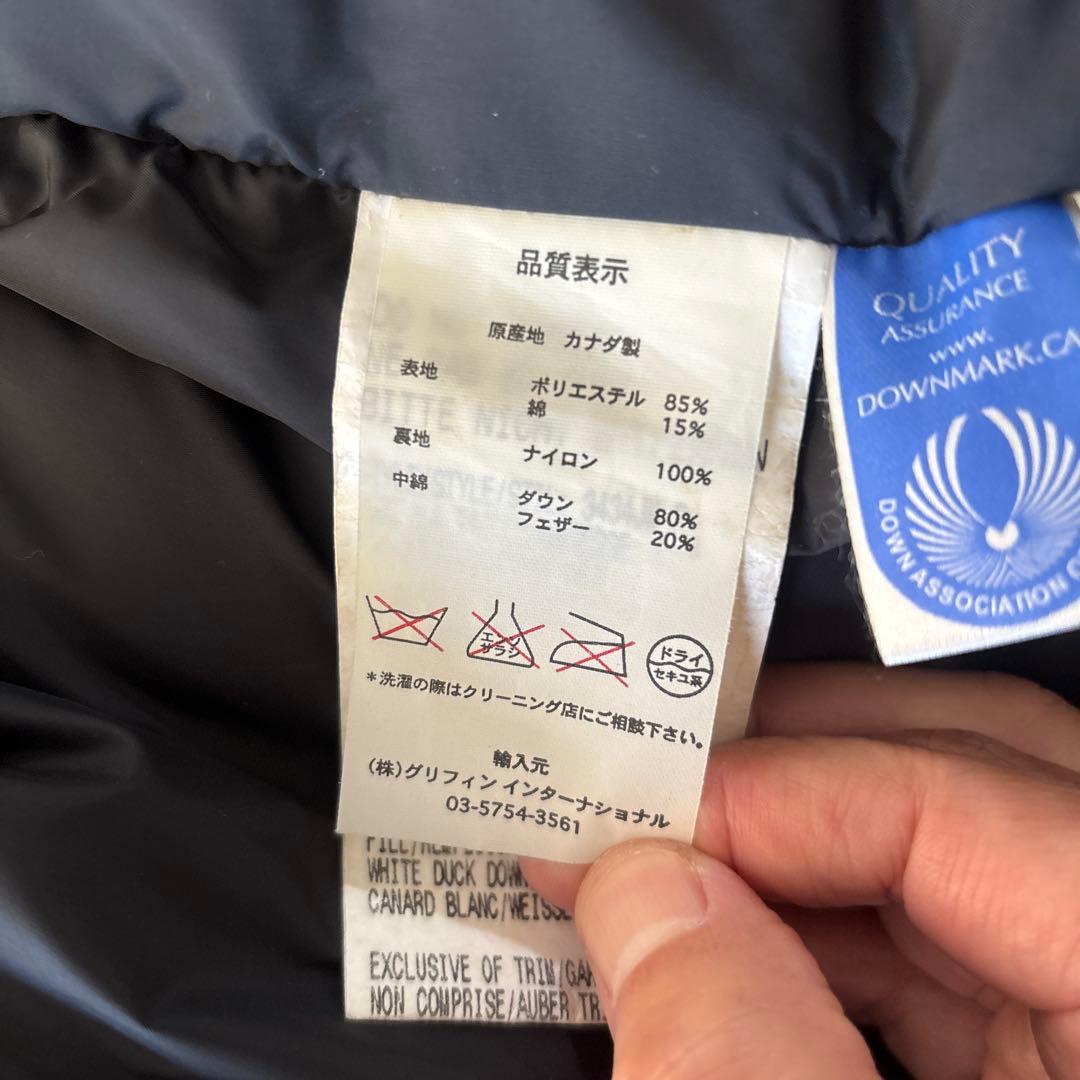 品質表示
原産地 カナダ製
表地 ポリエステル 85%
綿 15%
裏地 ナイロン 100%
中綿 ダウン 80%
フェザー 20%
エンソ
サラシ
ドライ
セキユ系
*洗濯の際はクリーニング店にご相談下さい。
輸入元
(株)グリフィン インターナショナル
03-5754-3561
WHITE DUCK DOWN
CANARD BLANC/WEISSE
EXCLUSIVE OF TRIM/GAR
NON COMPRISE/AUBER TR
QUALITY
ASSURANCE
www.
DOWNMARK.CA
DOWN ASSOCIATION